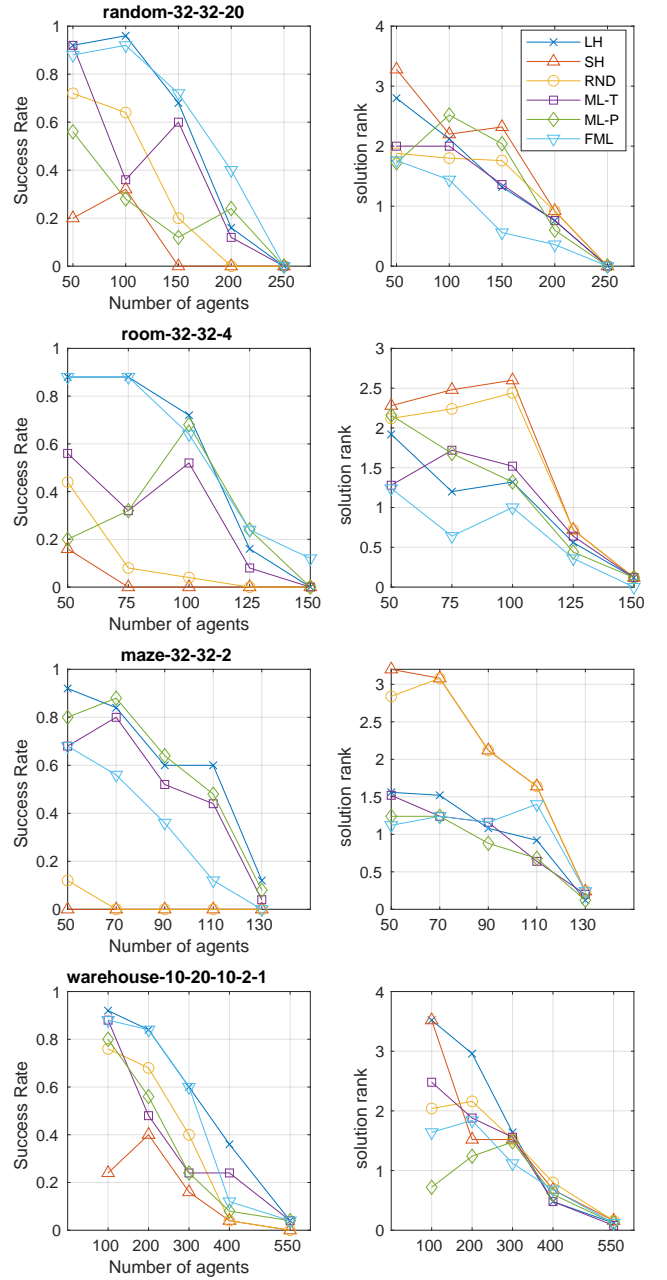 random-32-32-20
Success Rate
1
0.8
0.6
0.4
0.2
0
50 100 150 200 250
Number of agents
solution rank
4
3
2
1
0
50 100 150 200 250
LH
SH
RND
ML-T
ML-P
FML
room-32-32-4
Success Rate
1
0.8
0.6
0.4
0.2
0
50 75 100 125 150
Number of agents
solution rank
3
2.5
2
1.5
1
0.5
0
50 75 100 125 150
maze-32-32-2
Success Rate
1
0.8
0.6
0.4
0.2
0
50 70 90 110 130
Number of agents
solution rank
3
2.5
2
1.5
1
0.5
0
50 70 90 110 130
warehouse-10-20-10-2-1
Success Rate
1
0.8
0.6
0.4
0.2
0
100 200 300 400 550
Number of agents
solution rank
4
3
2
1
0
100 200 300 400 550